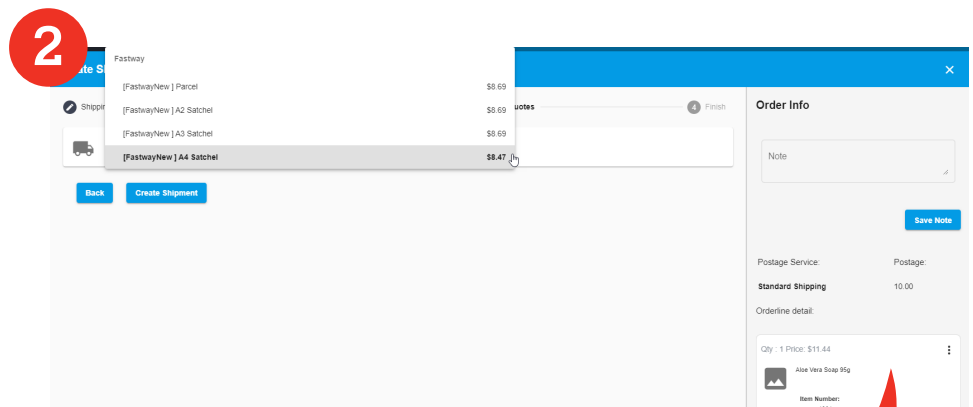 2
Fastway
[FastwayNew ] Parcel $8.69
[FastwayNew ] A2 Satchel $8.69
[FastwayNew ] A3 Satchel $8.69
[FastwayNew ] A4 Satchel $8.47
4 Finish
Back
Create Shipment
Order Info
Note
Save Note
Postage Service: Postage:
Standard Shipping 10.00
Orderline detail:
Qty : 1 Price: $11.44
Aloe Vera Soap 95g
Item Number: